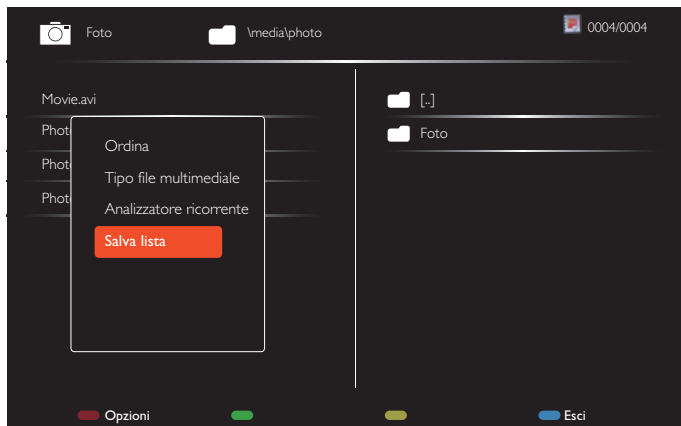 Foto
\media\photo
0004/0004
Movie.avi
[..]
Phot
Foto
Phot
Phot
Ordina
Tipo file multimediale
Analizzatore ricorrente
Salva lista
Opzioni
Esci